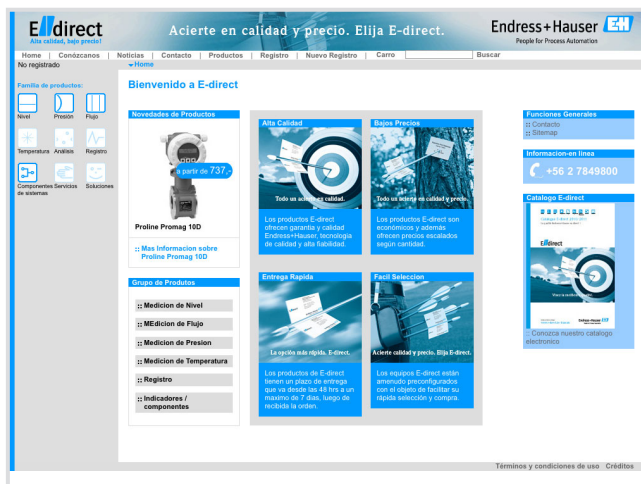 E direct
Alta calidad, bajo precio!
Acierte en calidad y precio. Elija E-direct.
Endress+Hauser EH
People for Process Automation
Home | Conózcanos | Noticias | Contacto | Productos | Registro | Nuevo Registro | Carro Buscar
No registrado
Home
Familia de productos:
Nivel Presión Flujo
Temperatura Análisis Registro
Componentes de sistemas Servicios Soluciones
Bienvenido a E-direct
Novedades de Productos
a partir de 737,-
Proline Promag 10D
:: Mas Informacion sobre
Proline Promag 10D
Grupo de Produtos
:: Medicion de Nivel
:: MEdicion de Flujo
:: Medicion de Presion
:: Medicion de Temperatura
:: Registro
:: Indicadores /
componentes
Alta Calidad
Todo un acierte en calidad.
Los productos E-direct
ofrecen garantia y calidad
Endress+Hauser, tecnología
de calidad y alta fiabilidad.
Bajos Precios
Todo un acierte en calidad y precio.
Los productos E-direct son
económicos y además
ofrecen precios escalados
según cantidad.
Entrega Rapida
La opción más rápida. E-direct.
Los productos de E-direct
tienen un plazo de entrega
que va desde las 48 hrs a un
maximo de 7 dias, luego de
recibida la orden.
Facil Seleccion
Acierte calidad y precio. Elija E-direct.
Los equipos E-direct están
amenudo preconfigurados
con el objeto de facilitar su
rápida selección y compra.
Funciones Generales
:: Contacto
:: Sitemap
Informacion-en linea
+56 2 7849800
Catalogo E-direct
E direct
Endress+Hauser
:: Conozca nuestro catalogo
electronico
Términos y condiciones de uso Créditos